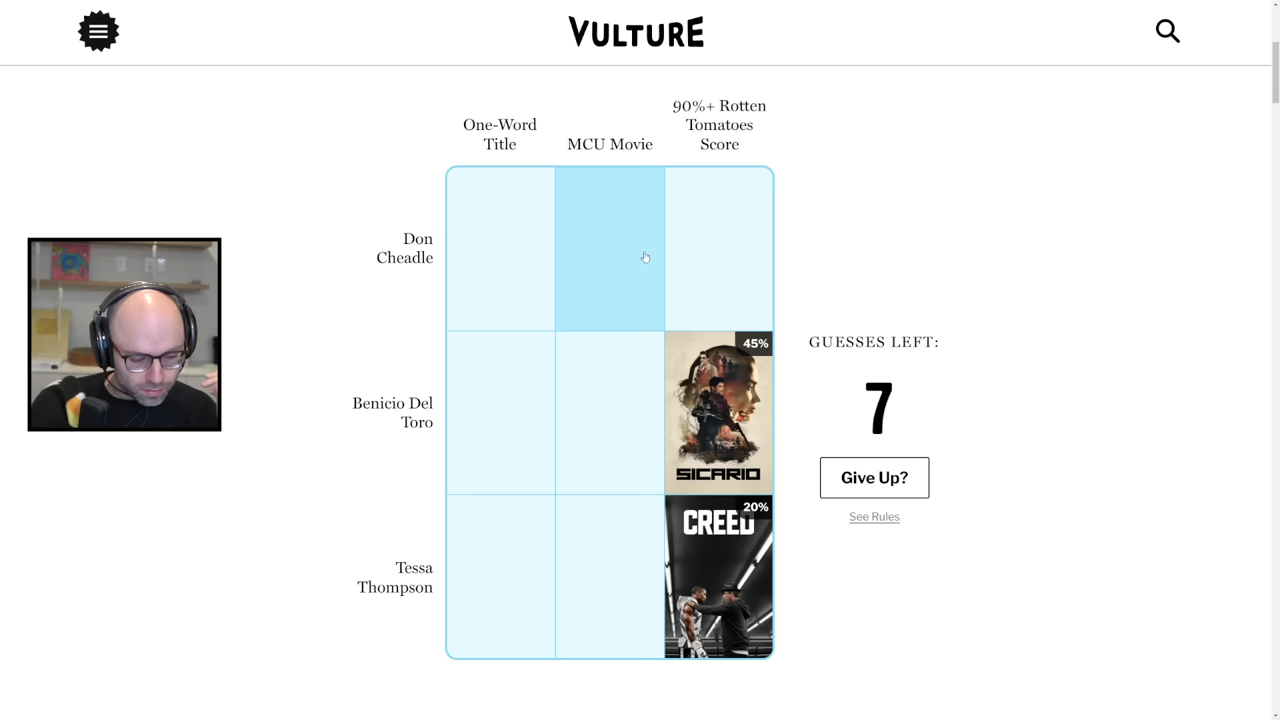 VULTURE
One-Word
Title
MCU Movie
90%+ Rotten
Tomatoes
Score
Don
Cheadle
Benicio Del
Toro
45%
SICARIO
GUESSES LEFT:
7
Give Up?
See Rules
Tessa
Thompson
20%
CREED